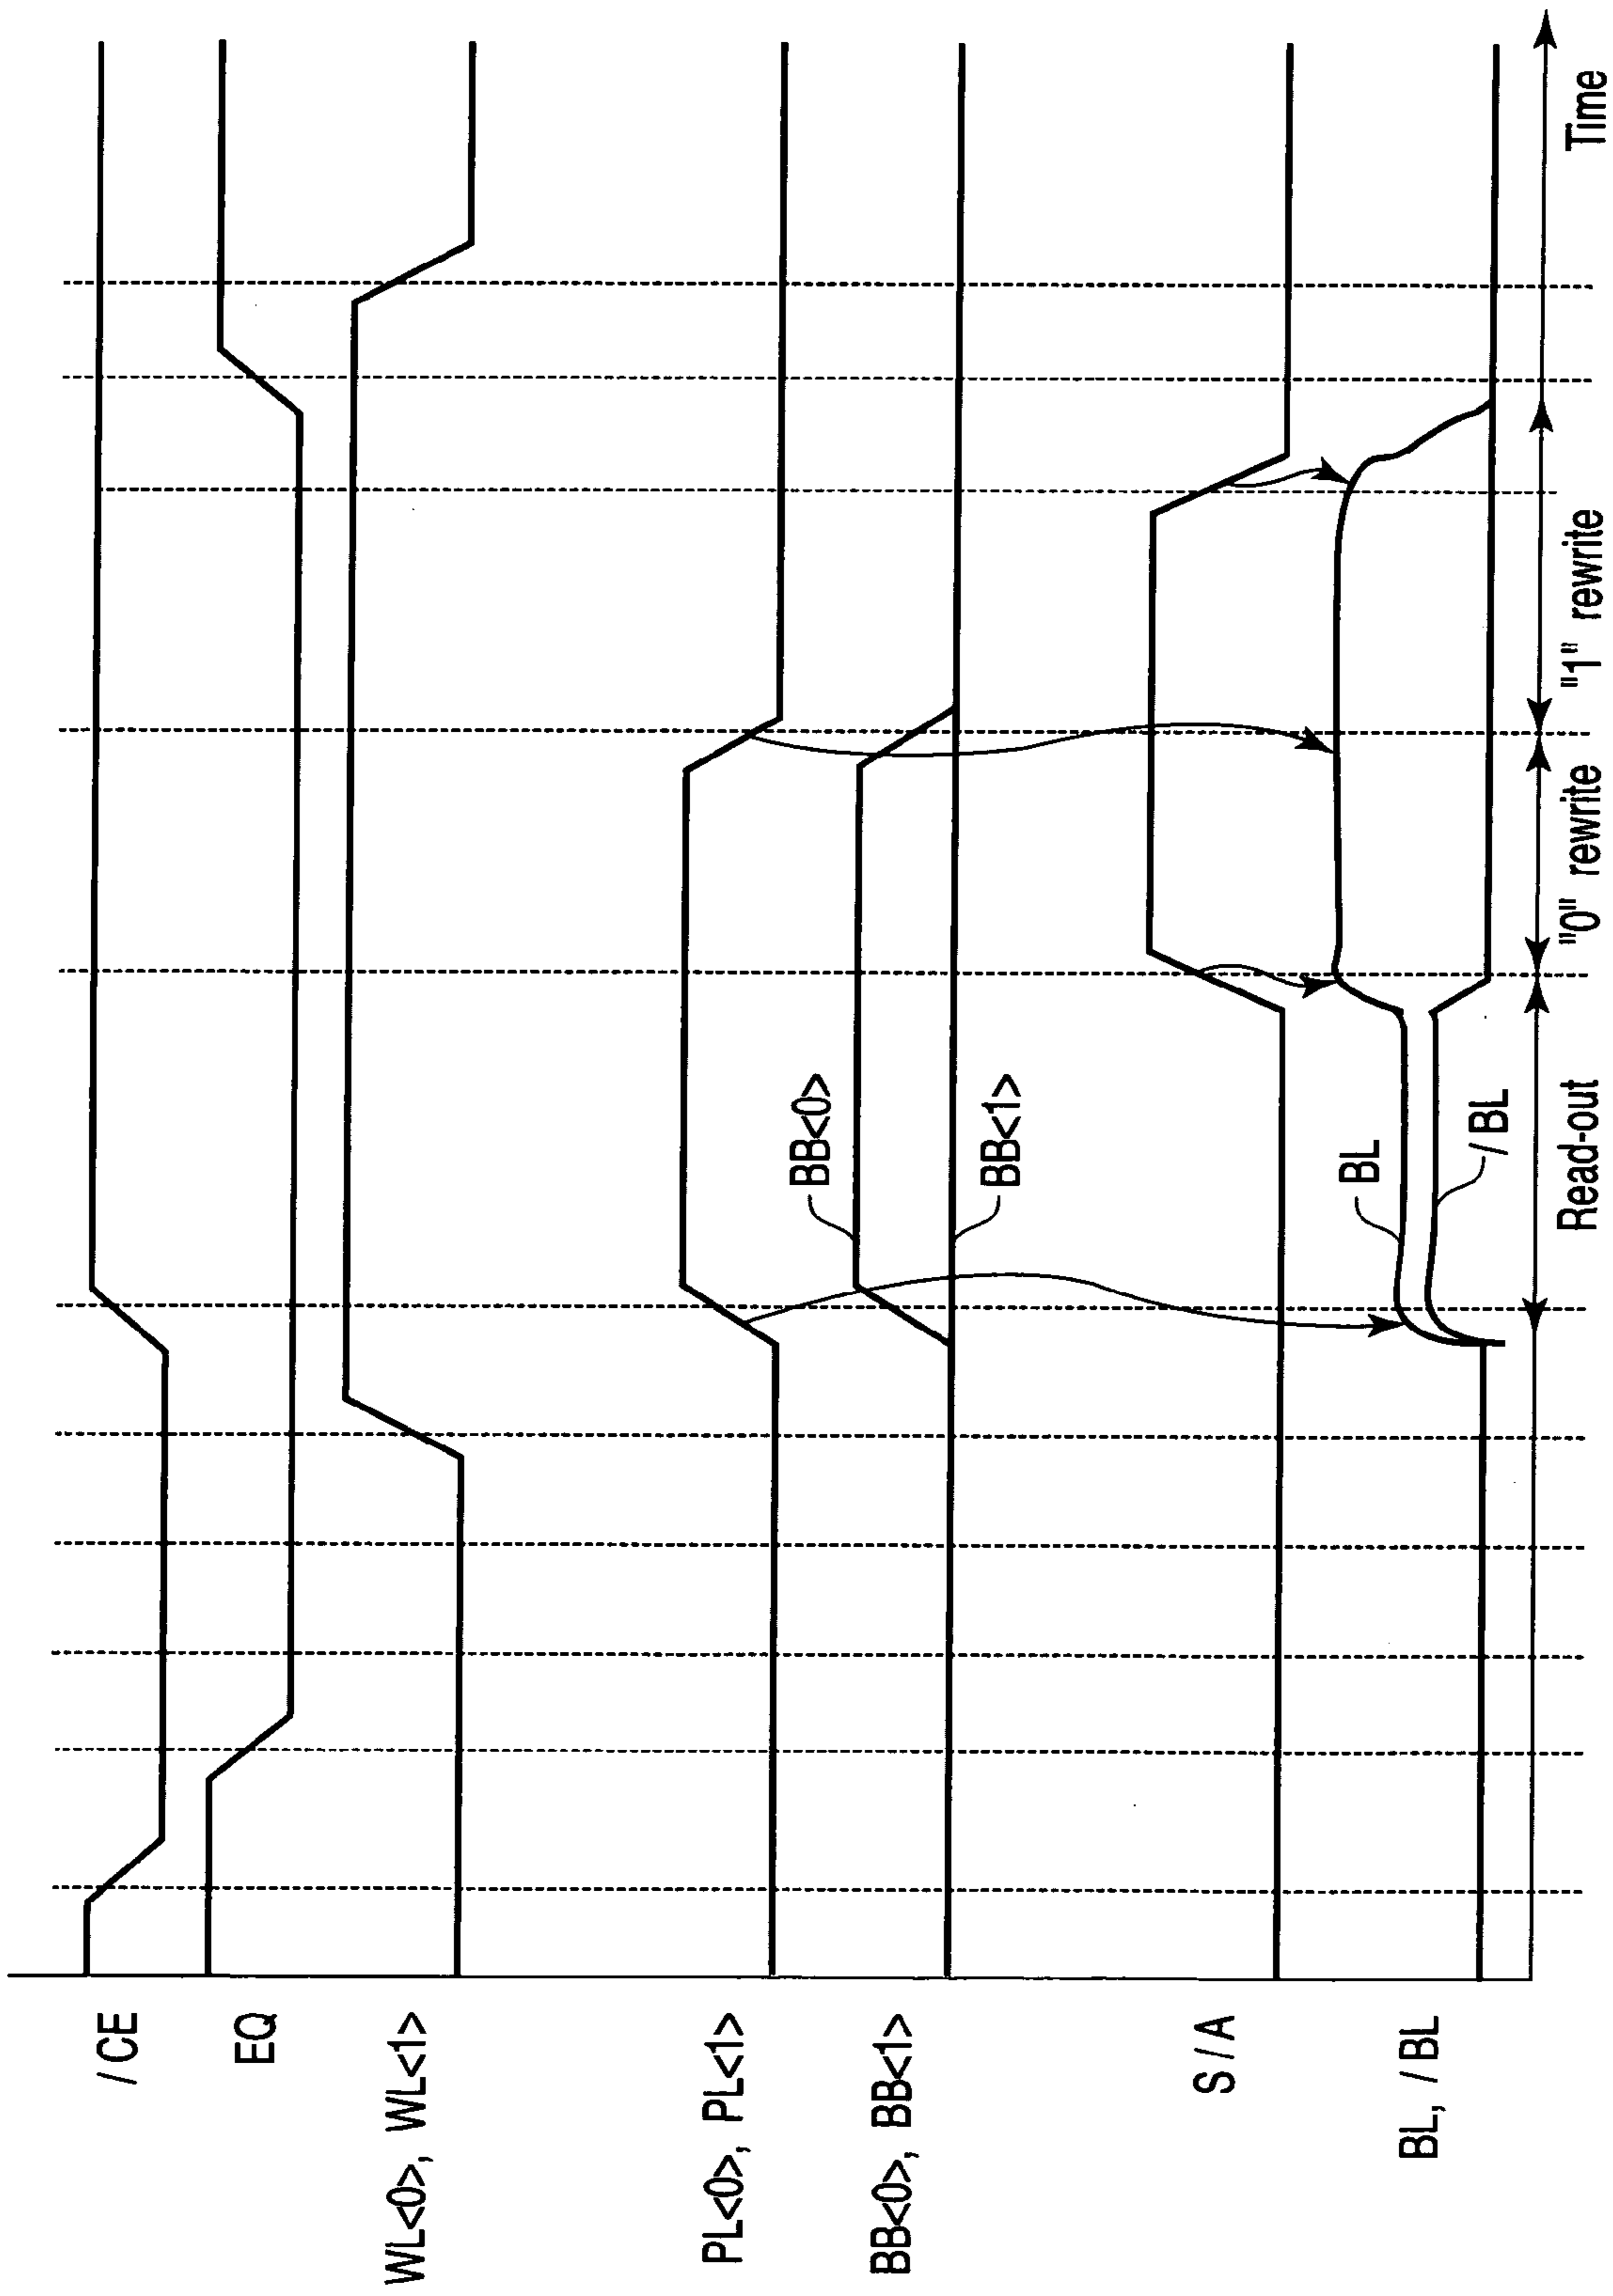 / CE
EQ
WL<0>, WL<1>
PL<0>, PL<1>
BB<0>, BB<1>
S / A
BL, / BL
BB<0>
BB<1>
BL
/ BL
Read-out
"0" rewrite
"1" rewrite
Time